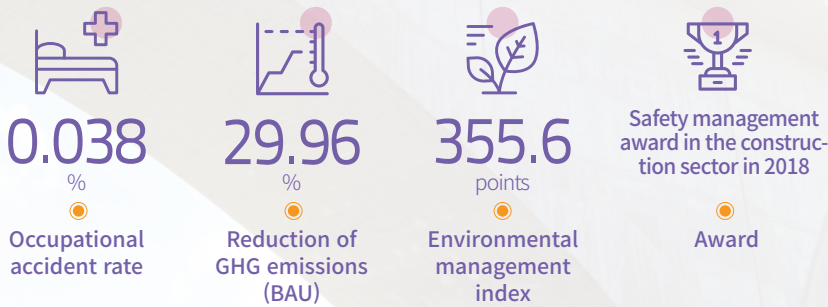 0.038
%
Occupational
accident rate
29.96
%
Reduction of
GHG emissions
(BAU)
355.6
points
Environmental
management
index
1
Safety management
award in the construc-
tion sector in 2018
Award